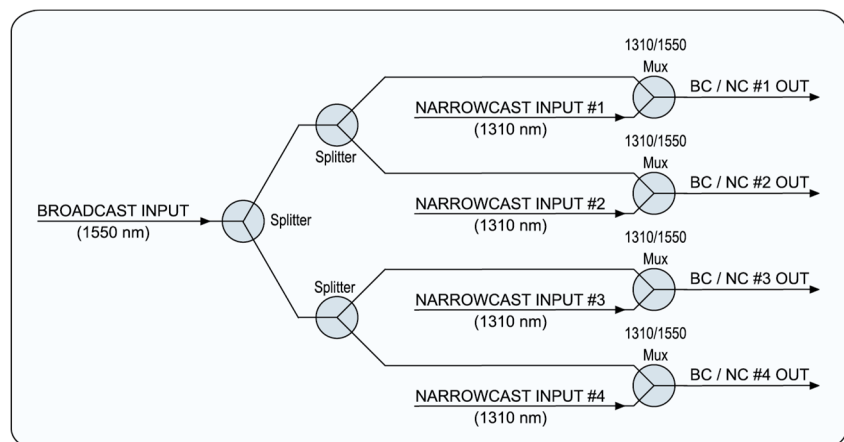 1310/1550
Mux
BC / NC #1 OUT
NARROWCAST INPUT #1
(1310 nm)
Splitter
1310/1550
Mux
BC / NC #2 OUT
NARROWCAST INPUT #2
(1310 nm)
BROADCAST INPUT
(1550 nm)
Splitter
1310/1550
Mux
Splitter
BC / NC #3 OUT
NARROWCAST INPUT #3
(1310 nm)
1310/1550
Mux
BC / NC #4 OUT
NARROWCAST INPUT #4
(1310 nm)